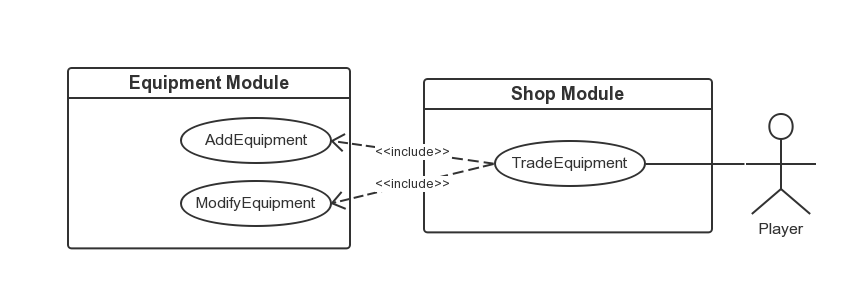 Equipment Module
AddEquipment
ModifyEquipment
<<include>>
<<include>>
Shop Module
TradeEquipment
Player